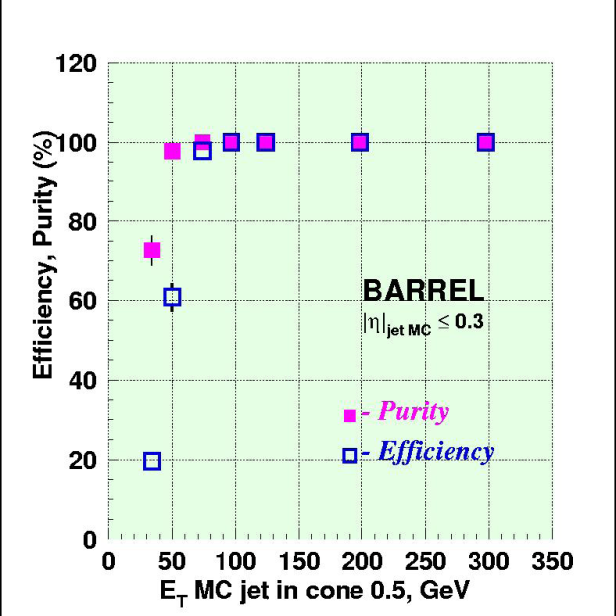 120
100
80
60
40
20
0
Efficiency, Purity (%)
BARREL
|η|jet MC ≤ 0.3
- Purity
- Efficiency
0 50 100 150 200 250 300 350
ET MC jet in cone 0.5, GeV